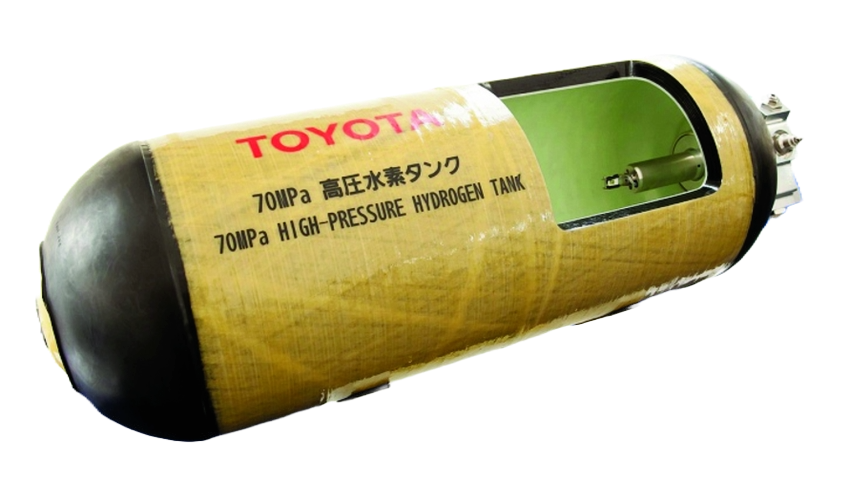 TOYOTA
70MPa 高圧水素タンク
70MPa HIGH-PRESSURE HYDROGEN TANK